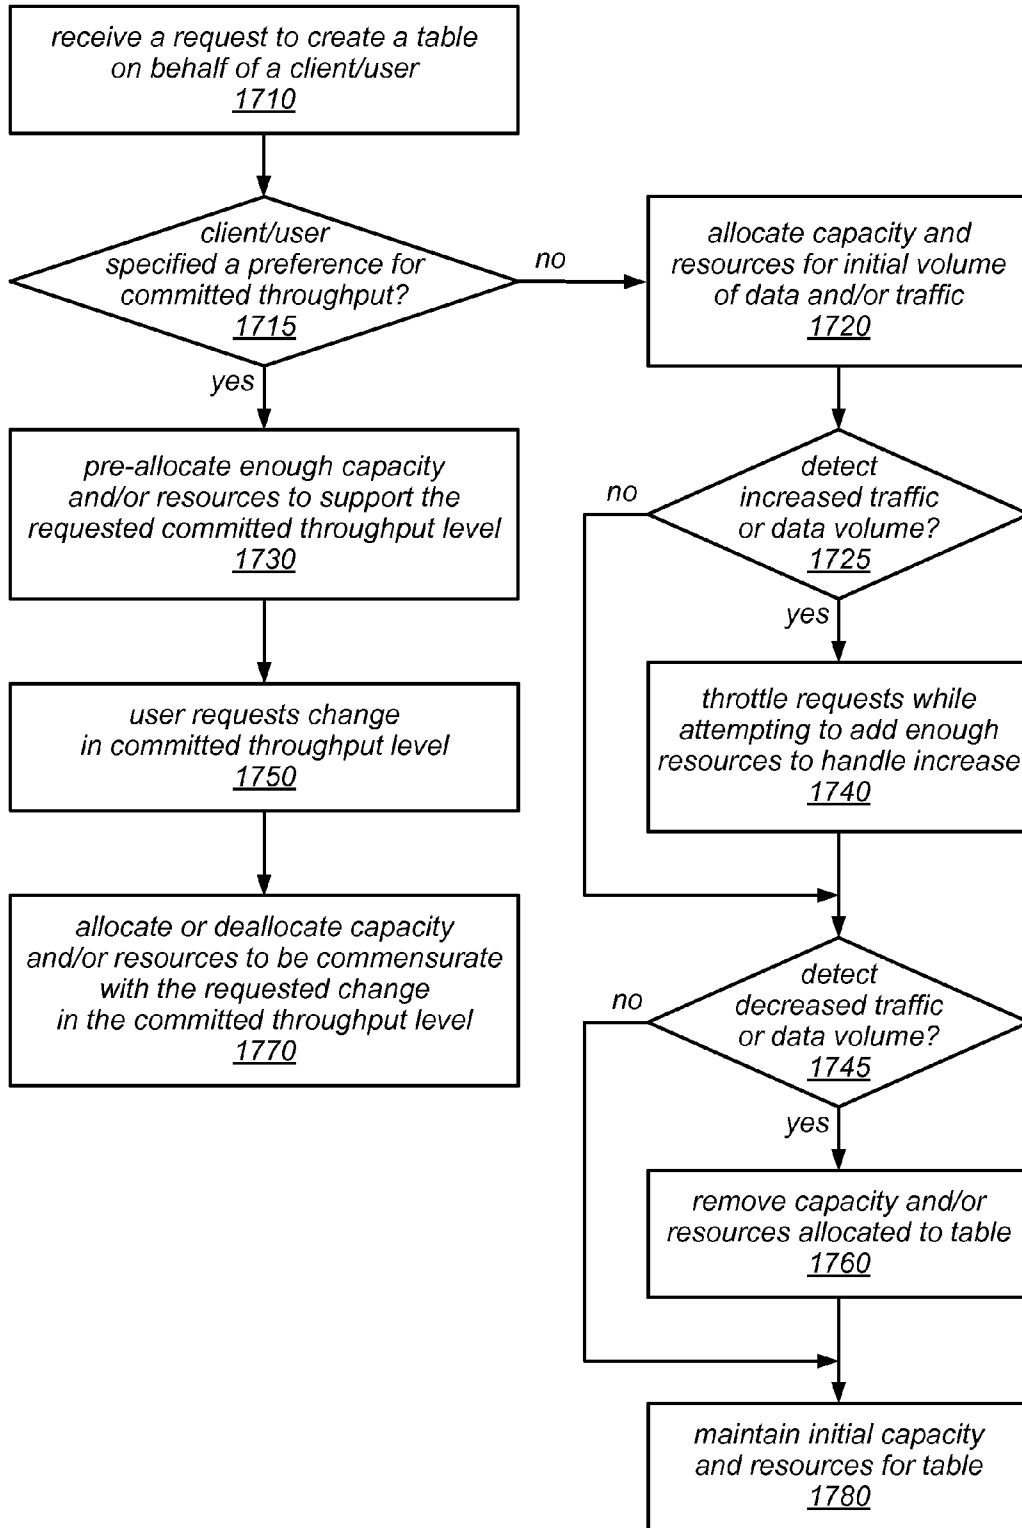 receive a request to create a table
on behalf of a client/user
1710
client/user
specified a preference for
committed throughput?
1715
no
yes
allocate capacity and
resources for initial volume
of data and/or traffic
1720
pre-allocate enough capacity
and/or resources to support the
requested committed throughput level
1730
detect
increased traffic
or data volume?
1725
no
yes
user requests change
in committed throughput level
1750
throttle requests while
attempting to add enough
resources to handle increase
1740
allocate or deallocate capacity
and/or resources to be commensurate
with the requested change
in the committed throughput level
1770
detect
decreased traffic
or data volume?
1745
no
yes
remove capacity and/or
resources allocated to table
1760
maintain initial capacity
and resources for table
1780